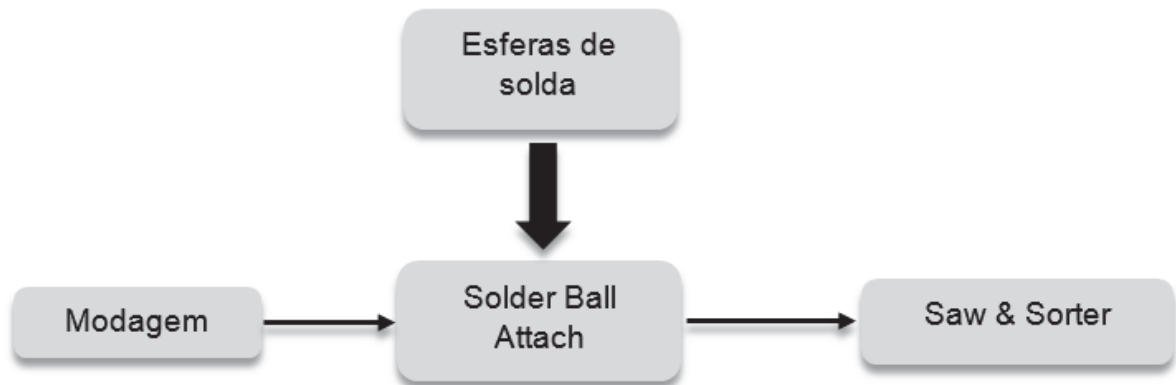 Esferas de
solda
Modagem
Solder Ball
Attach
Saw & Sorter